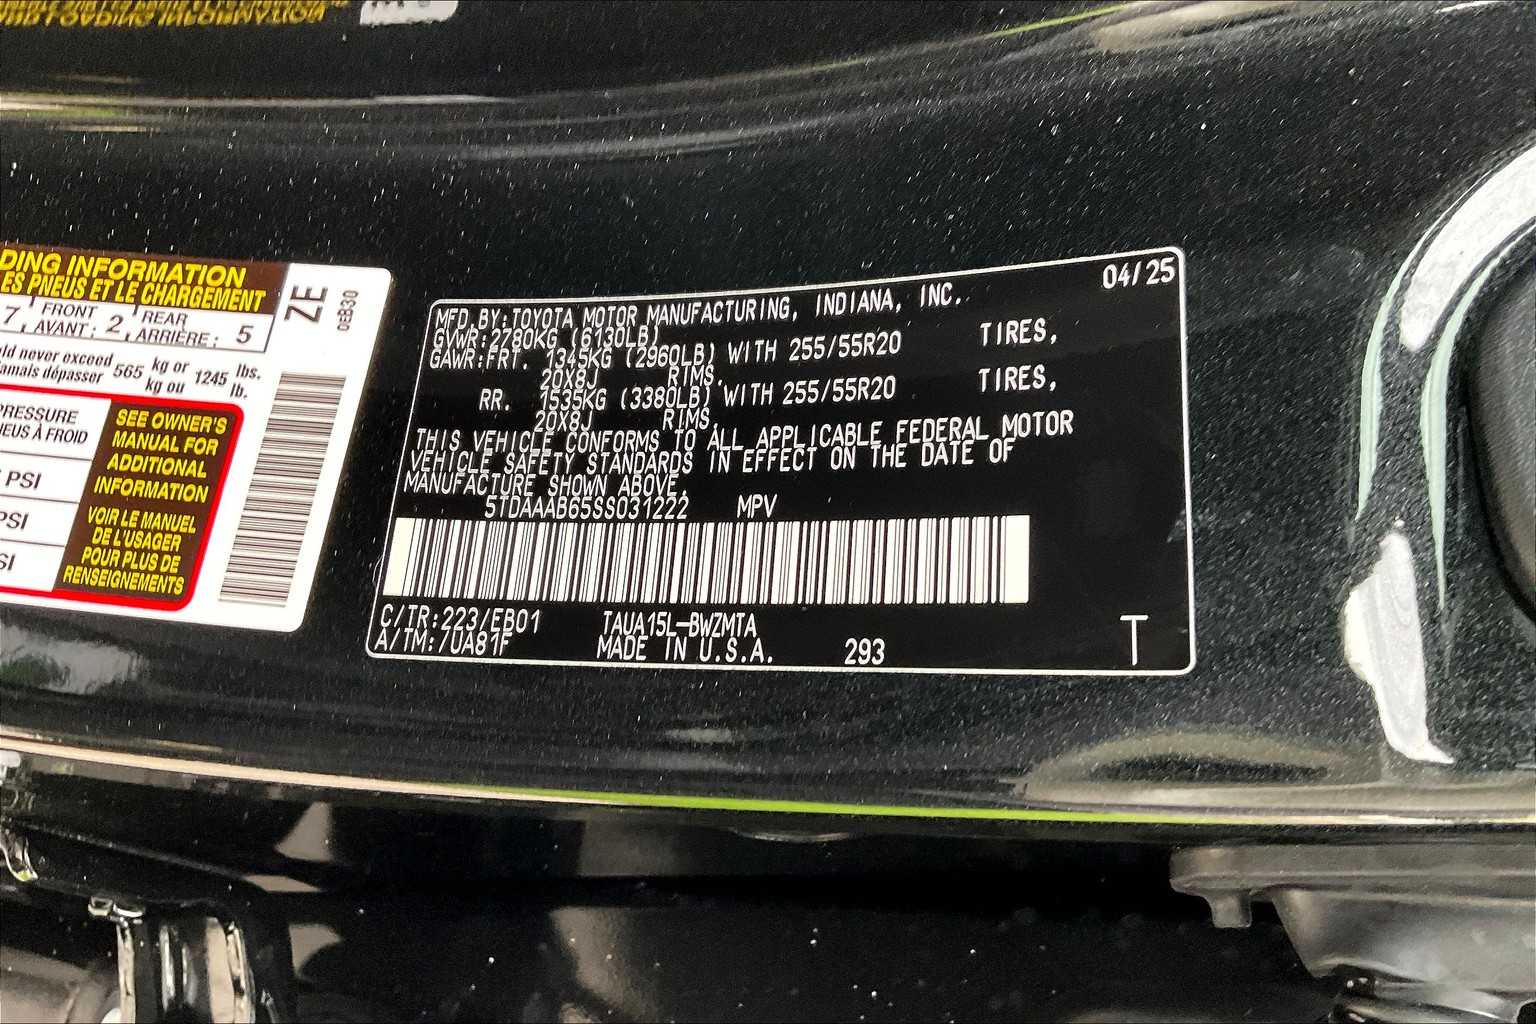 DING INFORMATION
ES PNEUS ET LE CHARGEMENT
7, FRONT 2 REAR 5
AVANT: ARRIÈRE:
ld never exceed 565 kg or 1245 lbs.
jamais dépasser kg ou lb.
PRESSURE
NEUS À FROID
PSI
PSI
SI
SEE OWNER'S
MANUAL FOR
ADDITIONAL
INFORMATION
VOIR LE MANUEL
DE L'USAGER
POUR PLUS DE
RENSEIGNEMENTS
ZE
0EB30
04/25
MFD BY:TOYOTA MOTOR MANUFACTURING, INDIANA, INC.
GVWR:2780KG (6130LB)
GAWR:FRT. 1345KG (2960LB) WITH 255/55R20 TIRES,
20X8J RIMS,
RR. 1535KG (3380LB) WITH 255/55R20 TIRES,
20X8J RIMS,
THIS VEHICLE CONFORMS TO ALL APPLICABLE FEDERAL MOTOR
VEHICLE SAFETY STANDARDS IN EFFECT ON THE DATE OF
MANUFACTURE SHOWN ABOVE.
5TDAAAB65SS031222 MPV
C/TR:223/EB01 TAUA15L-BWZMTA
A/TM:7UA81F MADE IN U.S.A. 293 T